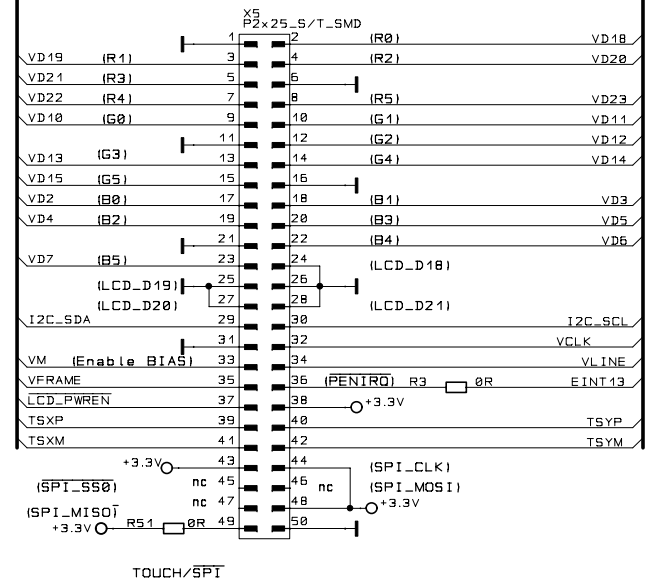 X5
P2x25_S/T_SMD
1 2 (R0) VD18
VD19 (R1) 3 4 (R2) VD20
VD21 (R3) 5 6
VD22 (R4) 7 8 (R5) VD23
VD10 (G0) 9 10 (G1) VD11
11 12 (G2) VD12
VD13 (G3) 13 14 (G4) VD14
VD15 (G5) 15 16
VD2 (B0) 17 18 (B1) VD3
VD4 (B2) 19 20 (B3) VD5
21 22 (B4) VD6
VD7 (B5) 23 24 (LCD_D18)
(LCD_D19) 25 26
(LCD_D20) 27 28 (LCD_D21)
I2C_SDA 29 30 I2C_SCL
31 32 VCLK
VM (Enable BIAS) 33 34 VLINE
VFRAME 35 36 (PENIRQ) R3 0R EINT13
LCD_PWREN 37 38 +3.3V
TSXP 39 40 TSYP
TSXM 41 42 TSYM
+3.3V 43 44 (SPI_CLK)
(SPI_SS0) nc 45 46 nc (SPI_MOSI)
nc 47 48 +3.3V
(SPI_MISO)
+3.3V R51 0R 49 50
TOUCH/SPI